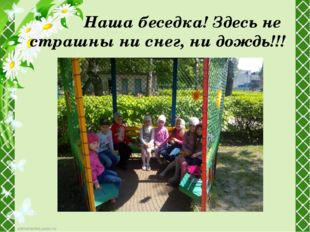 Наша беседка! Здесь не
страшны ни снег, ни дождь!!!